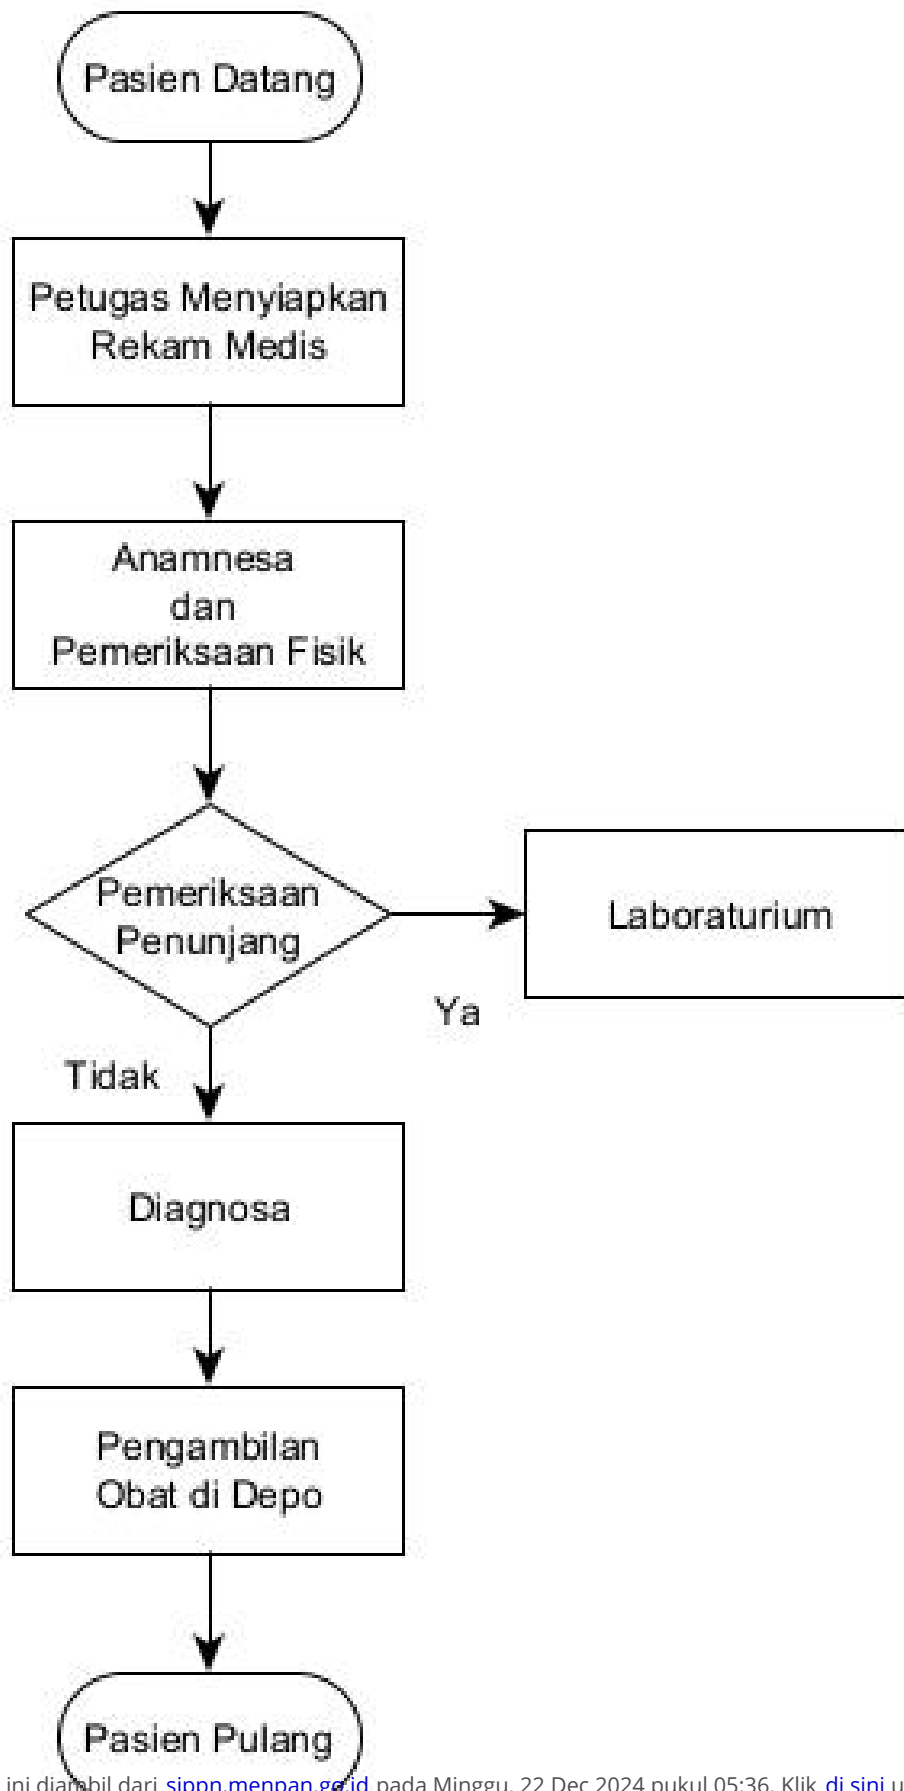 Pasien Datang
Petugas Menyiapkan
Rekam Medis
Anamnesa
dan
Pemeriksaan Fisik
Pemeriksaan
Penunjang
Laboraturium
Ya
Tidak
Diagnosa
Pengambilan
Obat di Depo
Pasien Pulang
ini diambil dari sippn.menpan.go.id pada Minggu, 22 Dec 2024 pukul 05:36. Klik di sini u